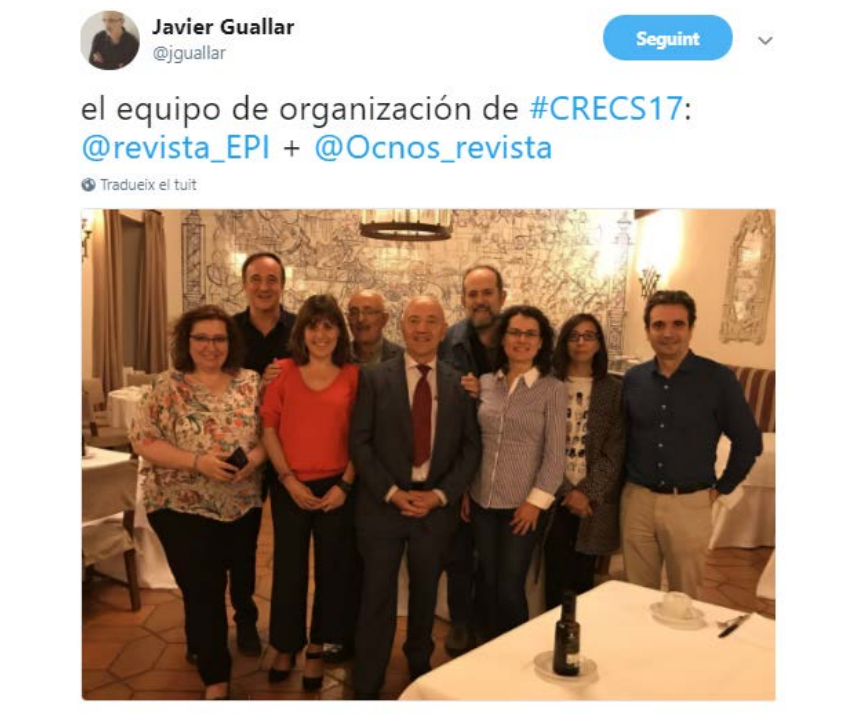 Javier Guallar
@jguallar
Seguint
el equipo de organización de #CRECS17:
@revista_EPI + @Ocnos_revista
Tradueix el tuit